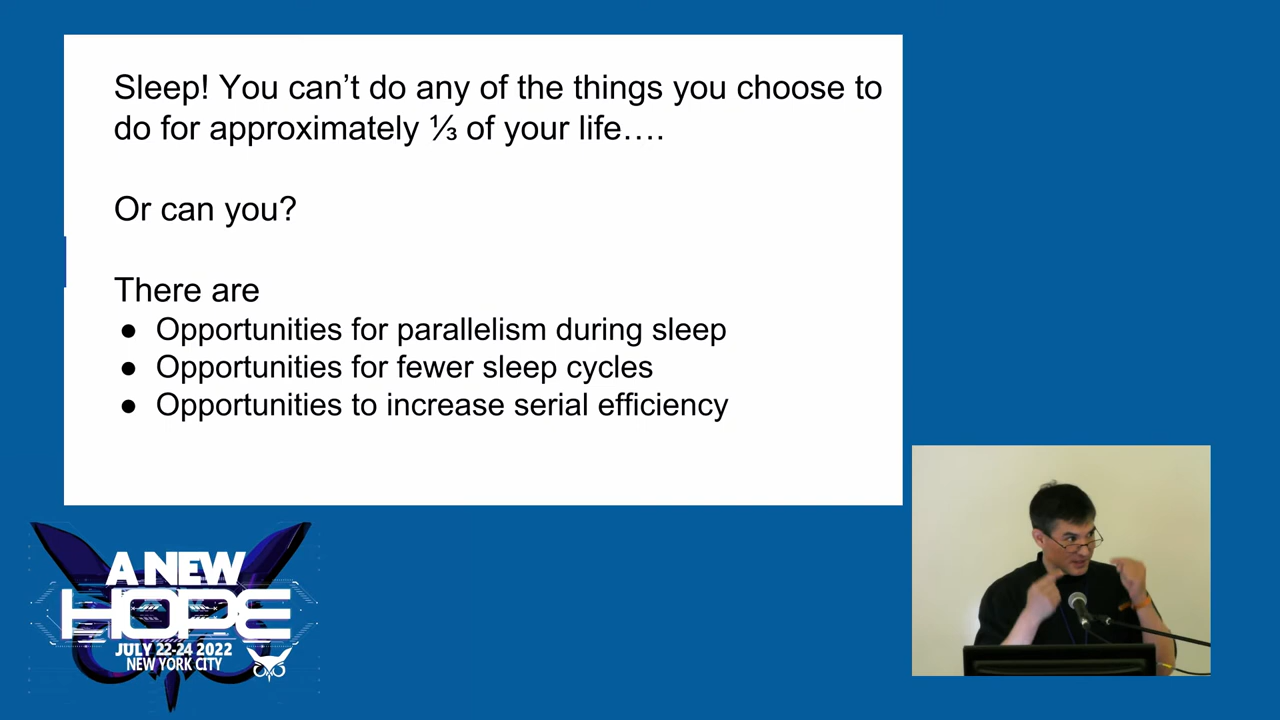 Sleep! You can’t do any of the things you choose to
do for approximately ⅓ of your life….
Or can you?
There are
● Opportunities for parallelism during sleep
● Opportunities for fewer sleep cycles
● Opportunities to increase serial efficiency
A NEW
HOPE
JULY 22-24 2022
NEW YORK CITY